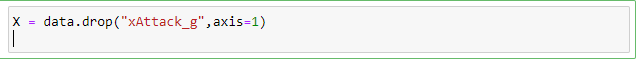 X = data.drop("xAttack_g",axis=1)